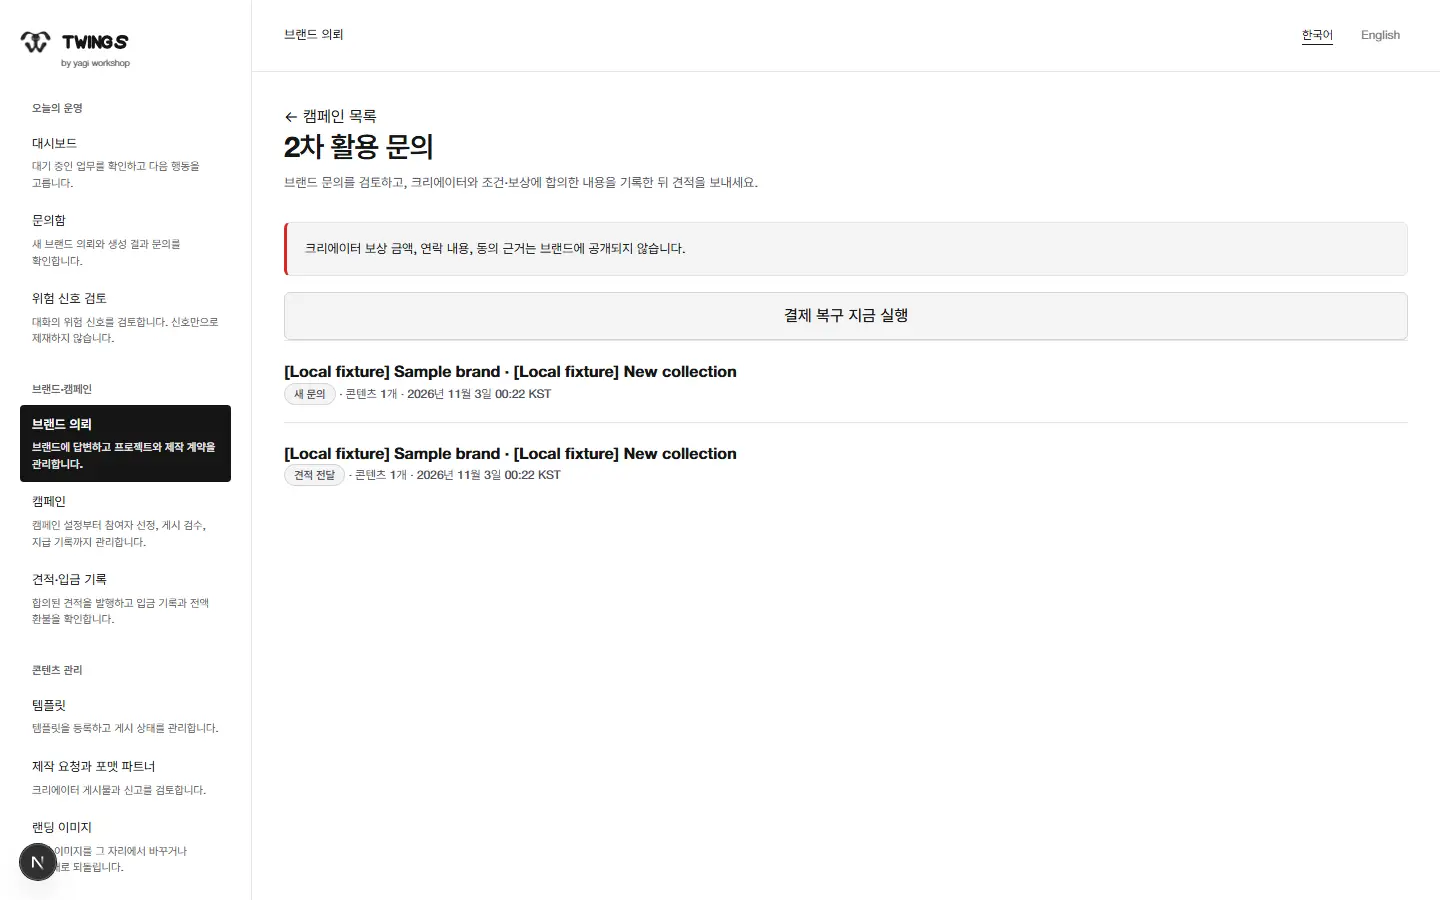 TWINGS
by yagi workshop
오늘의 운영
대시보드
대기 중인 업무를 확인하고 다음 행동을
고릅니다.
문의함
새 브랜드 의뢰와 생성 결과 문의를
확인합니다.
위험 신호 검토
대화의 위험 신호를 검토합니다. 신호만으로
제재하지 않습니다.
브랜드·캠페인
브랜드 의뢰
브랜드에 답변하고 프로젝트와 제작 계약을
관리합니다.
캠페인
캠페인 설정부터 참여자 선정, 게시 검수,
지급 기록까지 관리합니다.
견적·입금 기록
합의된 견적을 발행하고 입금 기록과 전액
환불을 확인합니다.
콘텐츠 관리
템플릿
템플릿을 등록하고 게시 상태를 관리합니다.
제작 요청과 포맷 파트너
크리에이터 게시물과 신고를 검토합니다.
랜딩 이미지
이미지를 그 자리에서 바꾸거나
되돌립니다.
N
브랜드 의뢰
한국어
English
← 캠페인 목록
2차 활용 문의
브랜드 문의를 검토하고, 크리에이터와 조건·보상에 합의한 내용을 기록한 뒤 견적을 보내세요.
크리에이터 보상 금액, 연락 내용, 동의 근거는 브랜드에 공개되지 않습니다.
결제 복구 지금 실행
[Local fixture] Sample brand · [Local fixture] New collection
새 문의 · 콘텐츠 1개 · 2026년 11월 3일 00:22 KST
[Local fixture] Sample brand · [Local fixture] New collection
견적 전달 · 콘텐츠 1개 · 2026년 11월 3일 00:22 KST